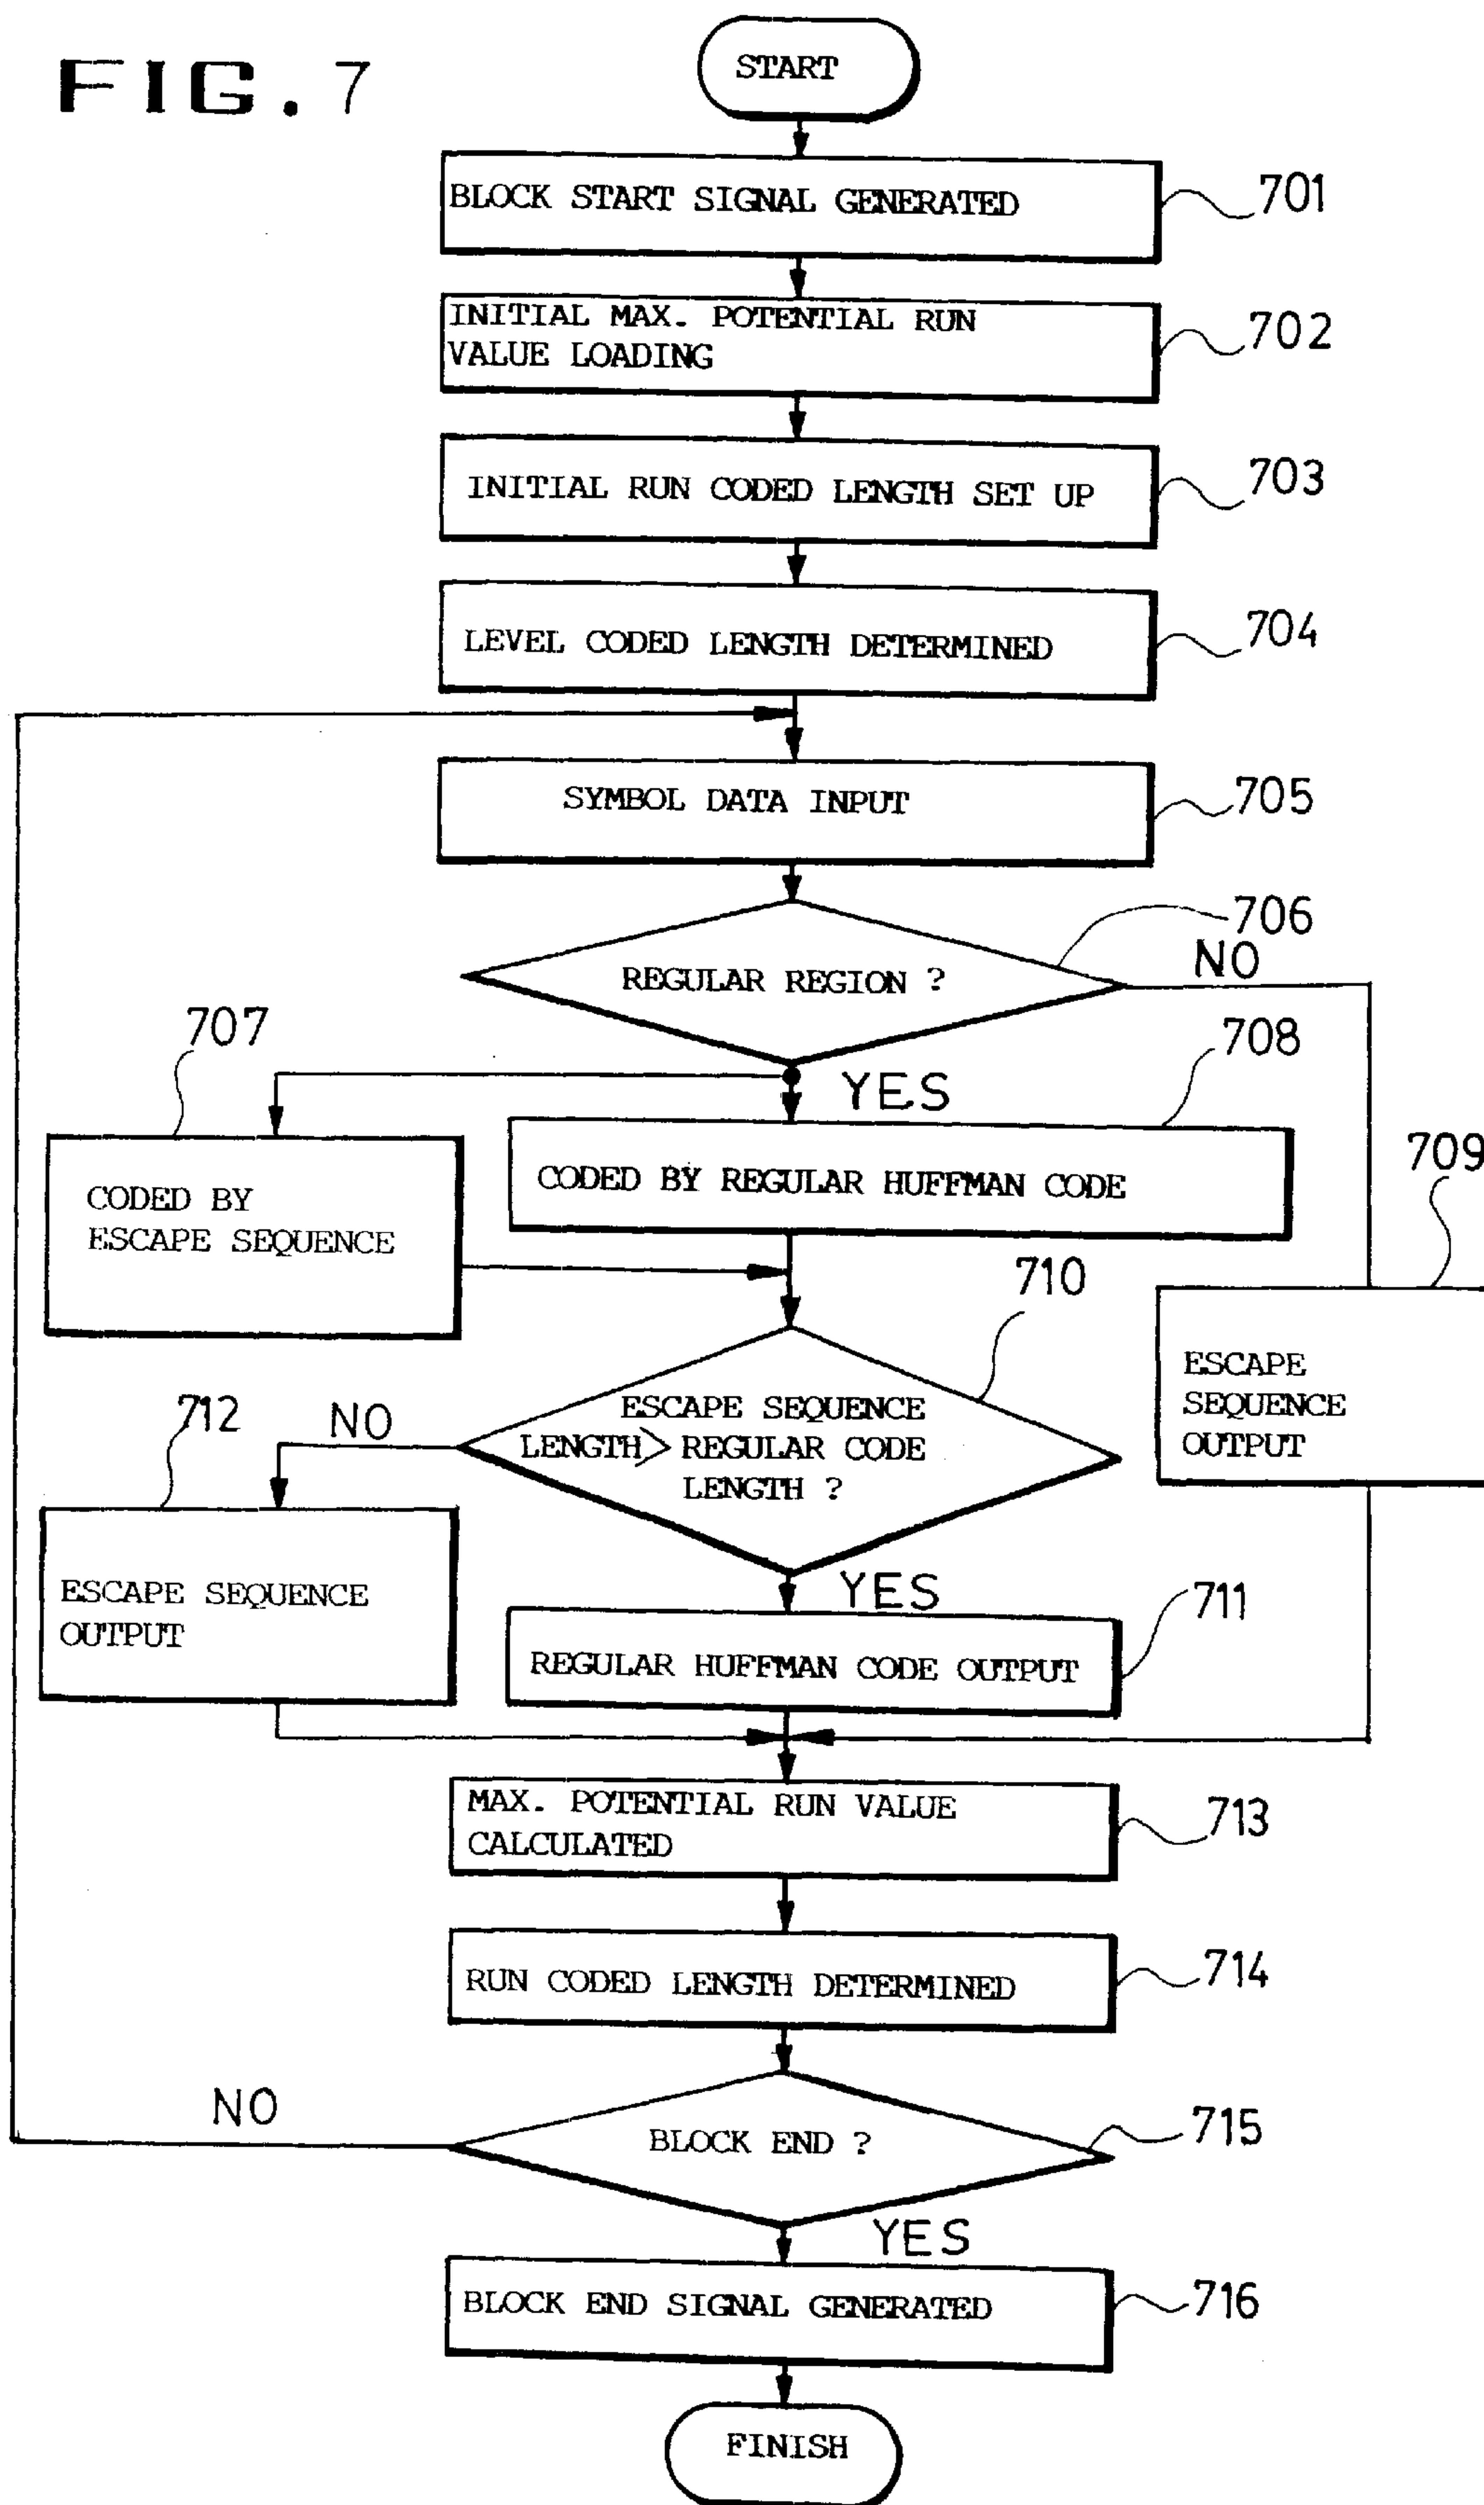 FIG. 7
START
BLOCK START SIGNAL GENERATED
701
INITIAL MAX. POTENTIAL RUN
VALUE LOADING
702
INITIAL RUN CODED LENGTH SET UP
703
LEVEL CODED LENGTH DETERMINED
704
SYMBOL DATA INPUT
705
706
REGULAR REGION ?
NO
707
708
YES
CODED BY
ESCAPE SEQUENCE
CODED BY REGULAR HUFFMAN CODE
709
710
ESCAPE
SEQUENCE
OUTPUT
712
NO
ESCAPE SEQUENCE
LENGTH> REGULAR CODE
LENGTH ?
YES
711
ESCAPE SEQUENCE
OUTPUT
REGULAR HUFFMAN CODE OUTPUT
MAX. POTENTIAL RUN VALUE
CALCULATED
713
RUN CODED LENGTH DETERMINED
714
NO
BLOCK END ?
715
YES
BLOCK END SIGNAL GENERATED
716
FINISH